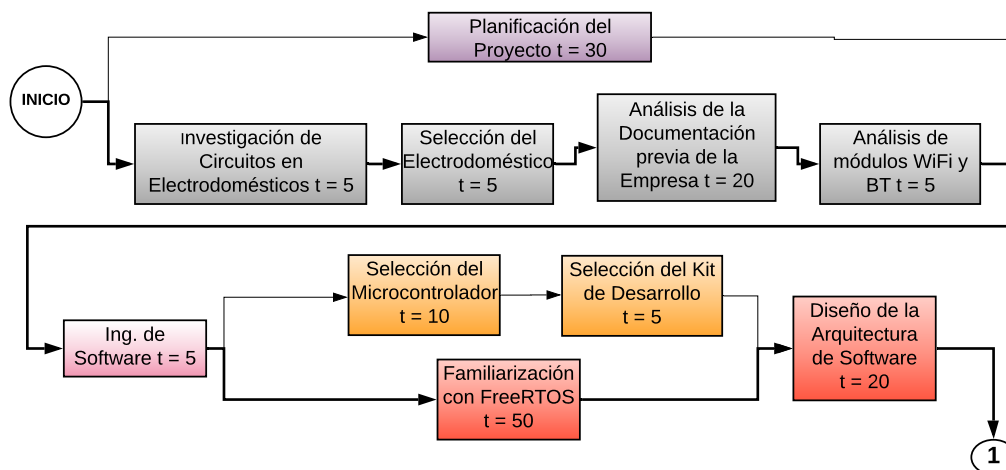 Planificación del
Proyecto t = 30
INICIO
Investigación de
Circuitos en
Electrodomésticos t = 5
Selección del
Electrodoméstico
t = 5
Análisis de la
Documentación
previa de la
Empresa t = 20
Análisis de
módulos WiFi y
BT t = 5
Selección del
Microcontrolador
t = 10
Selección del Kit
de Desarrollo
t = 5
Ing. de
Software t = 5
Familiarización
con FreeRTOS
t = 50
Diseño de la
Arquitectura
de Software
t = 20
1